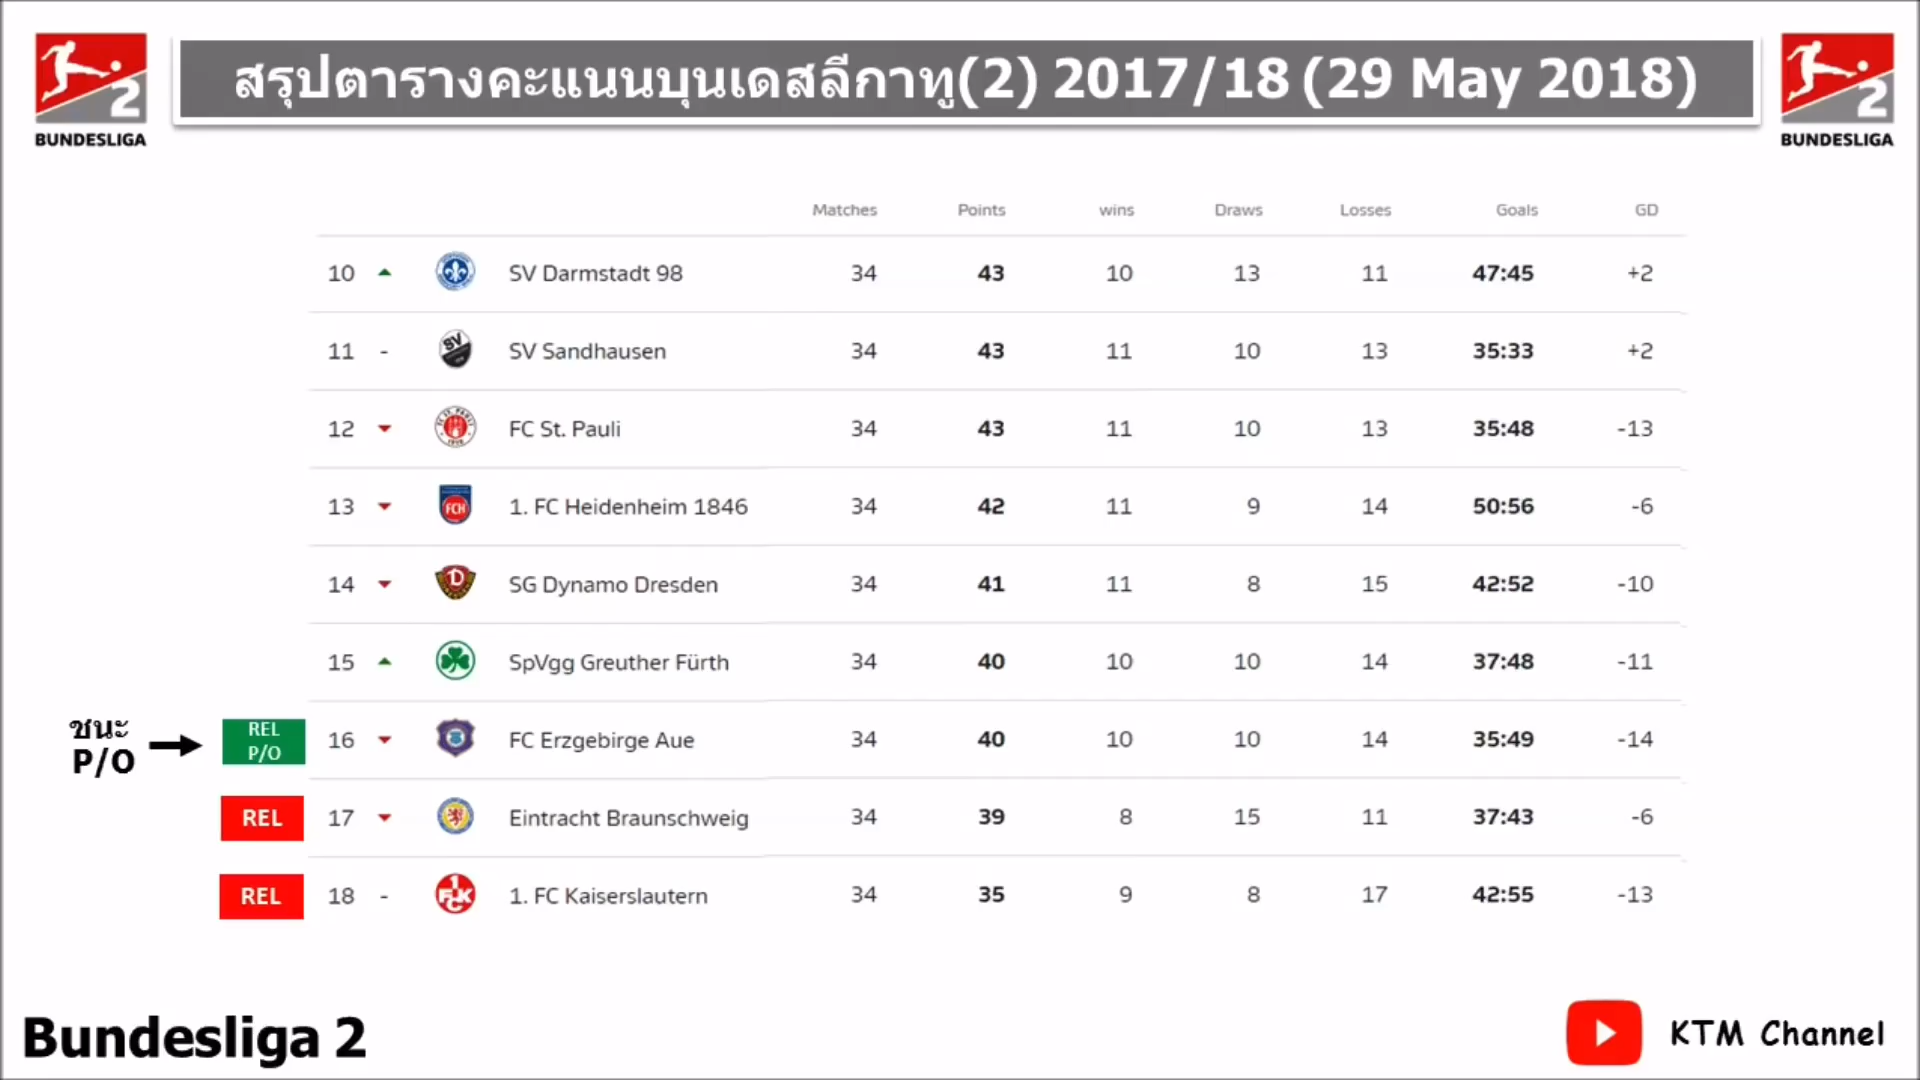 สรุปตารางคะแนนบุนเดสลีกาทู(2) 2017/18 (29 May 2018)
2
BUNDESLIGA
2
BUNDESLIGA
Matches Points wins Draws Losses Goals GD
10 SV Darmstadt 98 34 43 10 13 11 47:45 +2
11 - SV Sandhausen 34 43 11 10 13 35:33 +2
12 FC St. Pauli 34 43 11 10 13 35:48 -13
13 1. FC Heidenheim 1846 34 42 11 9 14 50:56 -6
14 SG Dynamo Dresden 34 41 11 8 15 42:52 -10
15 SpVgg Greuther Fürth 34 40 10 10 14 37:48 -11
ชนะ
P/O
REL
P/O
16 FC Erzgebirge Aue 34 40 10 10 14 35:49 -14
REL 17 Eintracht Braunschweig 34 39 8 15 11 37:43 -6
REL 18 - 1. FC Kaiserslautern 34 35 9 8 17 42:55 -13
Bundesliga 2
KTM Channel